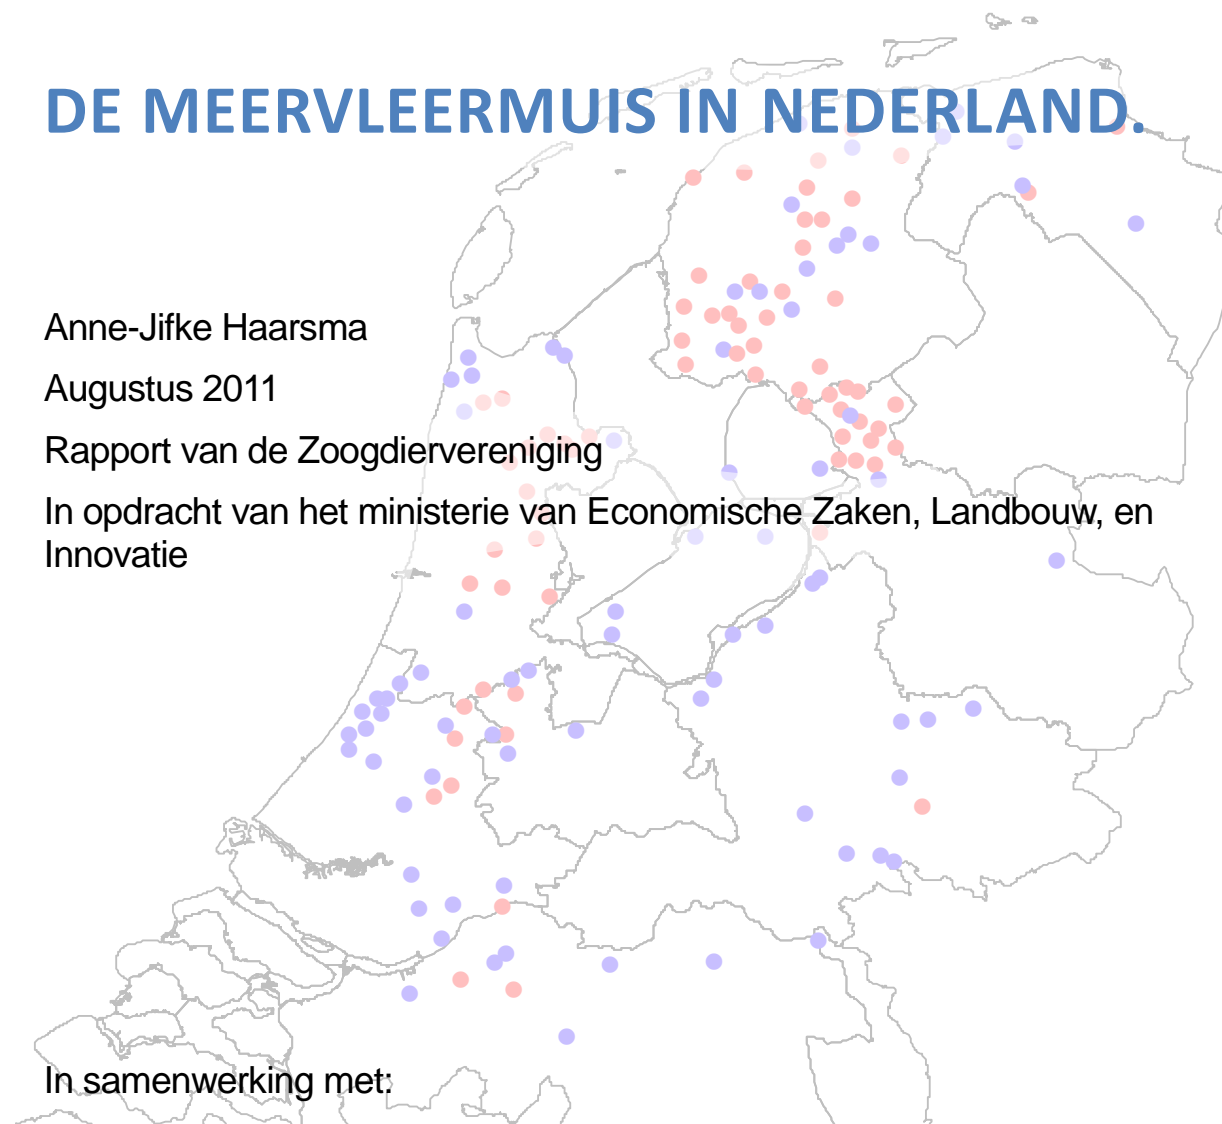 DE MEERVLEERMUIS IN NEDERLAND.
Anne-Jifke Haarsma
Augustus 2011
Rapport van de Zoogdiervereniging
In opdracht van het ministerie van Economische Zaken, Landbouw, en
Innovatie
In samenwerking met: